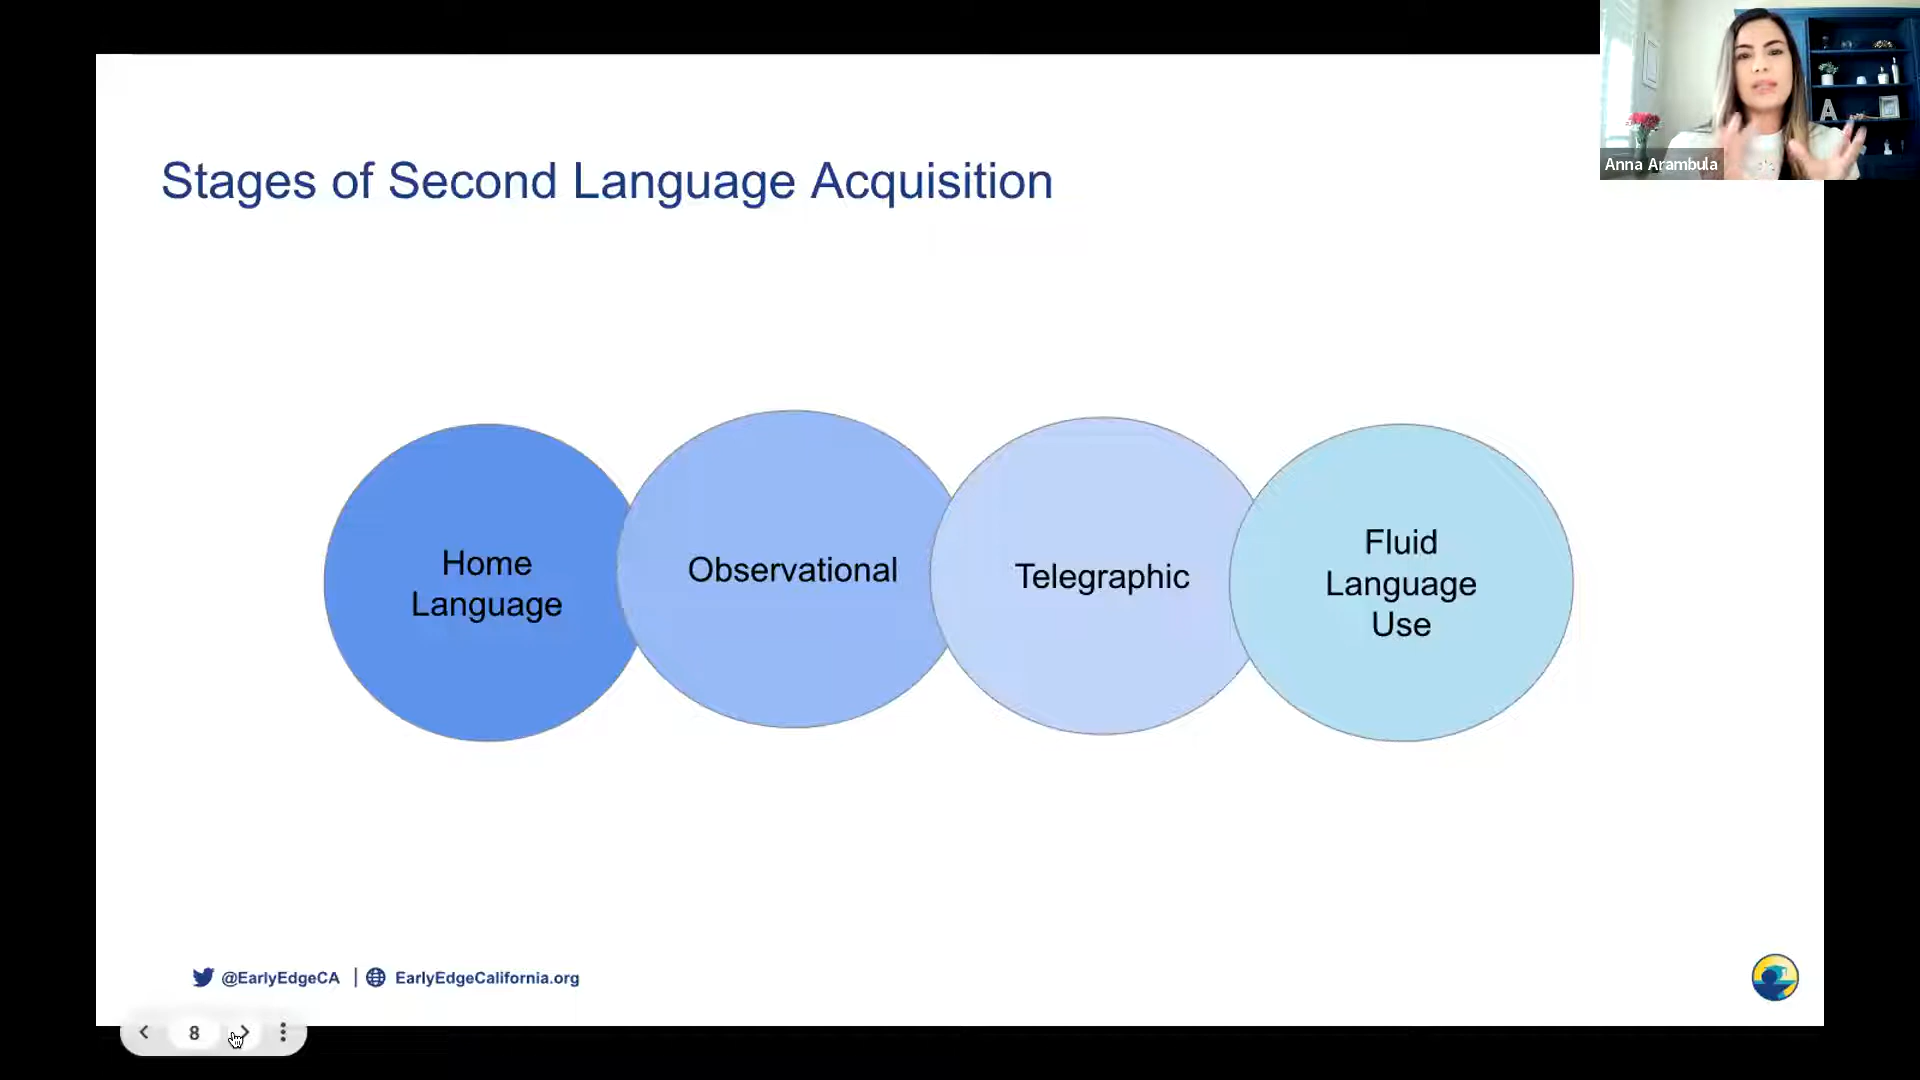 Anna Arambula
A
Stages of Second Language Acquisition
Home
Language
Observational
Telegraphic
Fluid
Language
Use
@EarlyEdgeCA | EarlyEdgeCalifornia.org
8